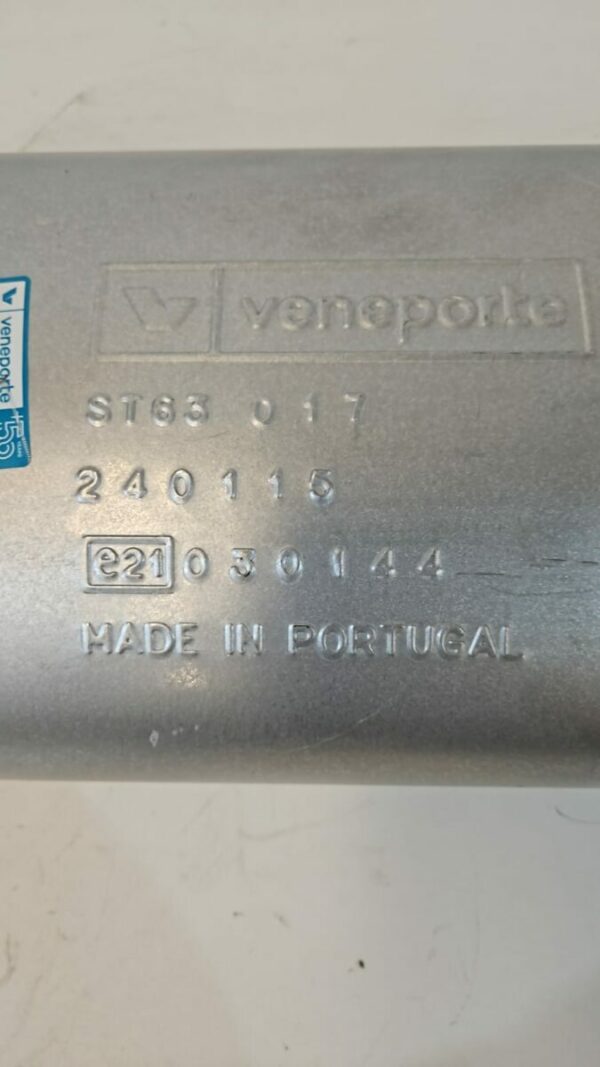 veneporte
ST63 017
240115
e21 030144
MADE IN PORTUGAL
veneporte